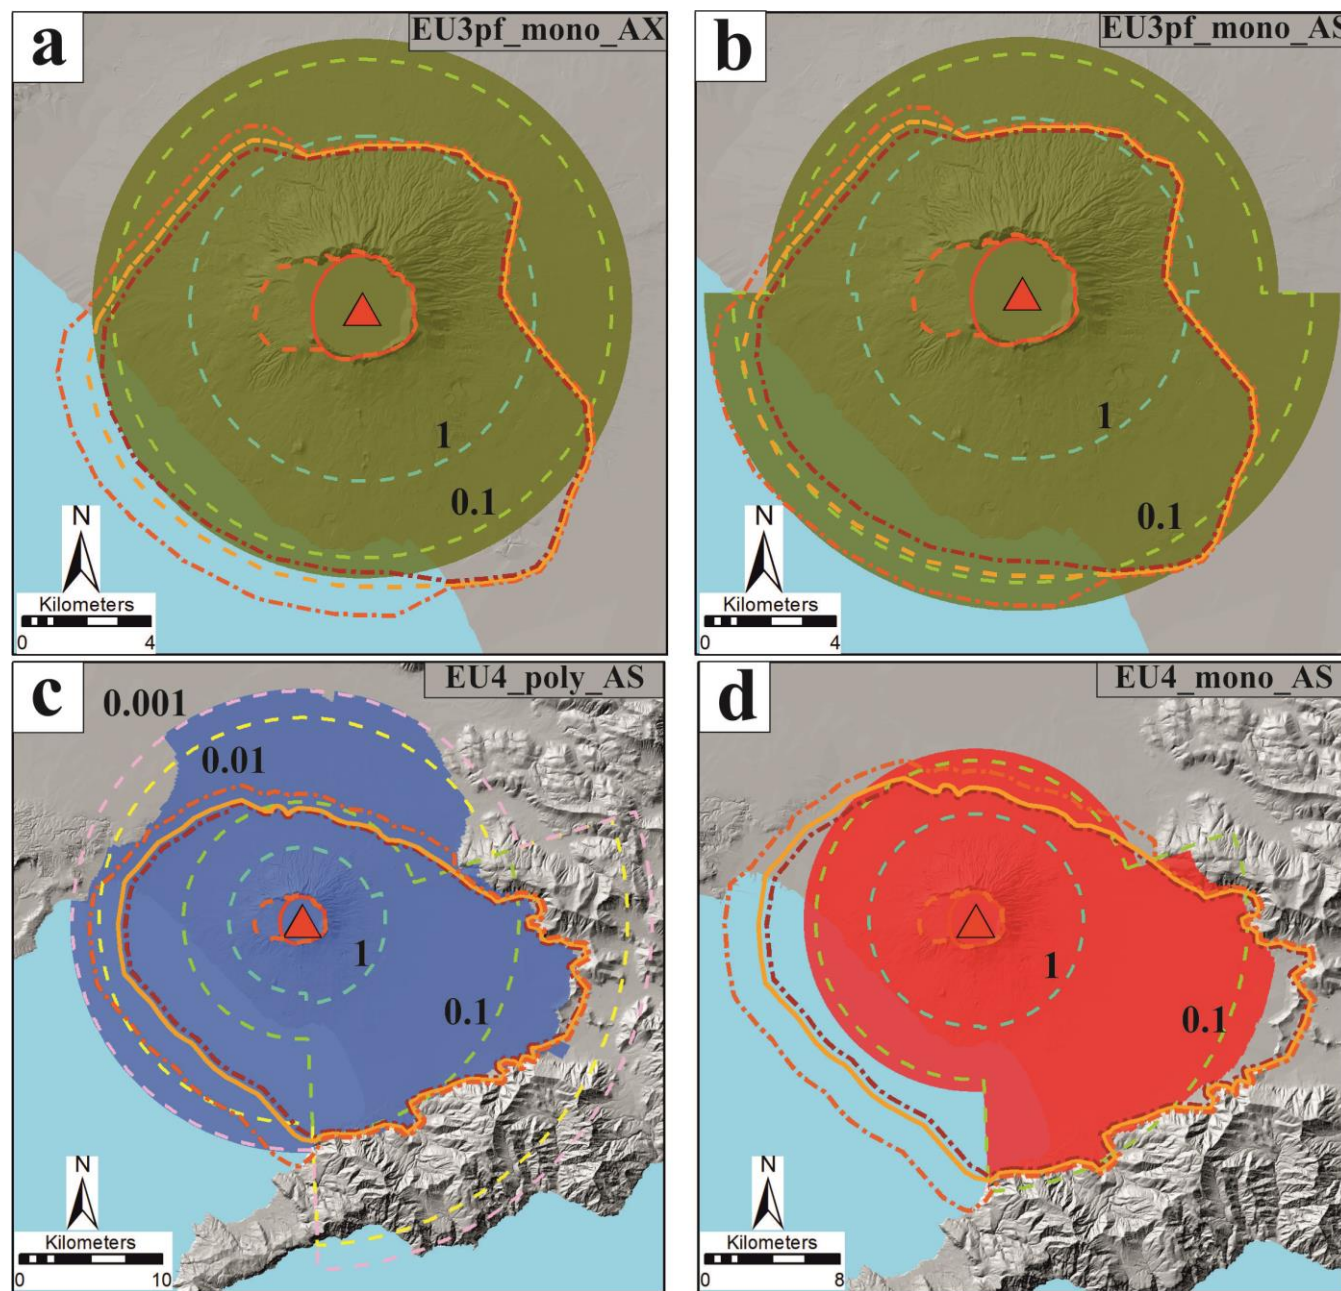 a
EU3pf_mono_AX
1
0.1
N
Kilometers
0 4
b
EU3pf_mono_AS
1
0.1
N
Kilometers
0 4
c
EU4_poly_AS
0.001
0.01
1
0.1
N
Kilometers
0 10
d
EU4_mono_AS
1
0.1
N
Kilometers
0 8